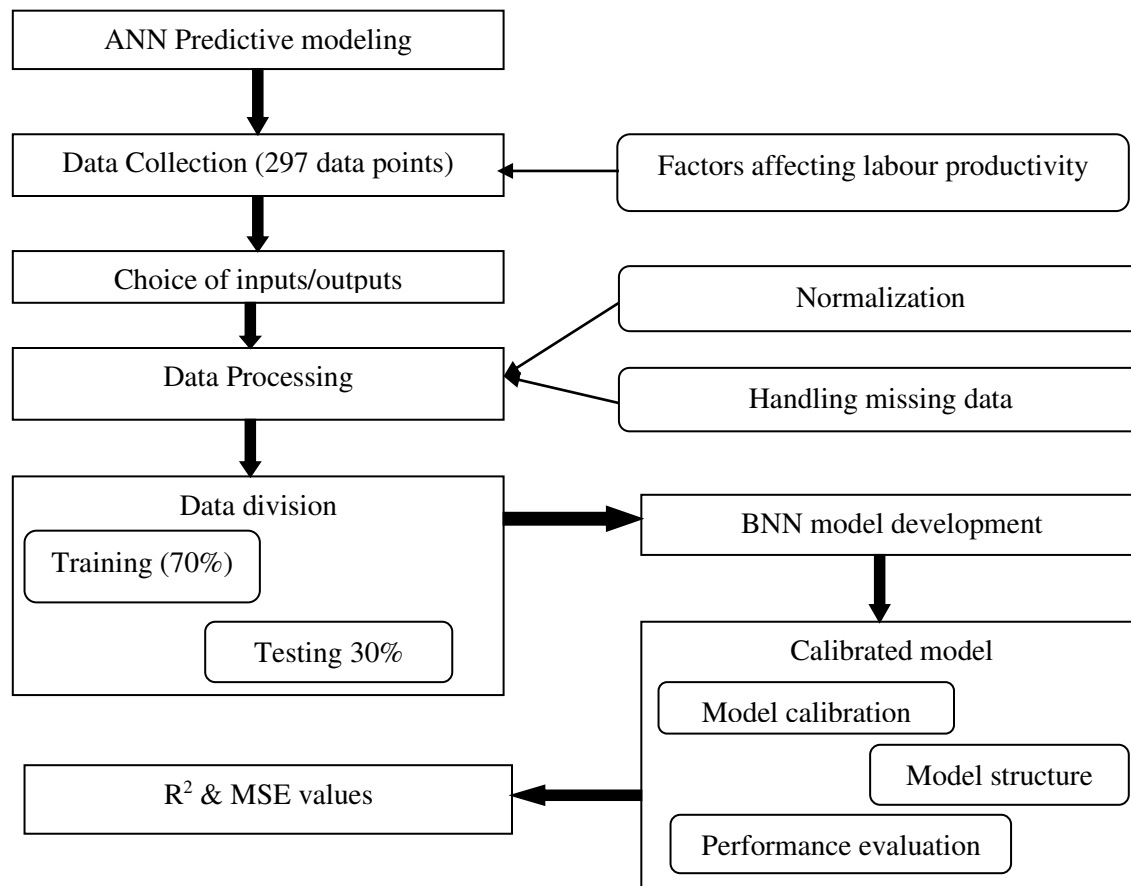 ANN Predictive modeling
Data Collection (297 data points)
Factors affecting labour productivity
Choice of inputs/outputs
Normalization
Data Processing
Handling missing data
Data division
Training (70%)
Testing 30%
BNN model development
Calibrated model
Model calibration
Model structure
Performance evaluation
R² & MSE values